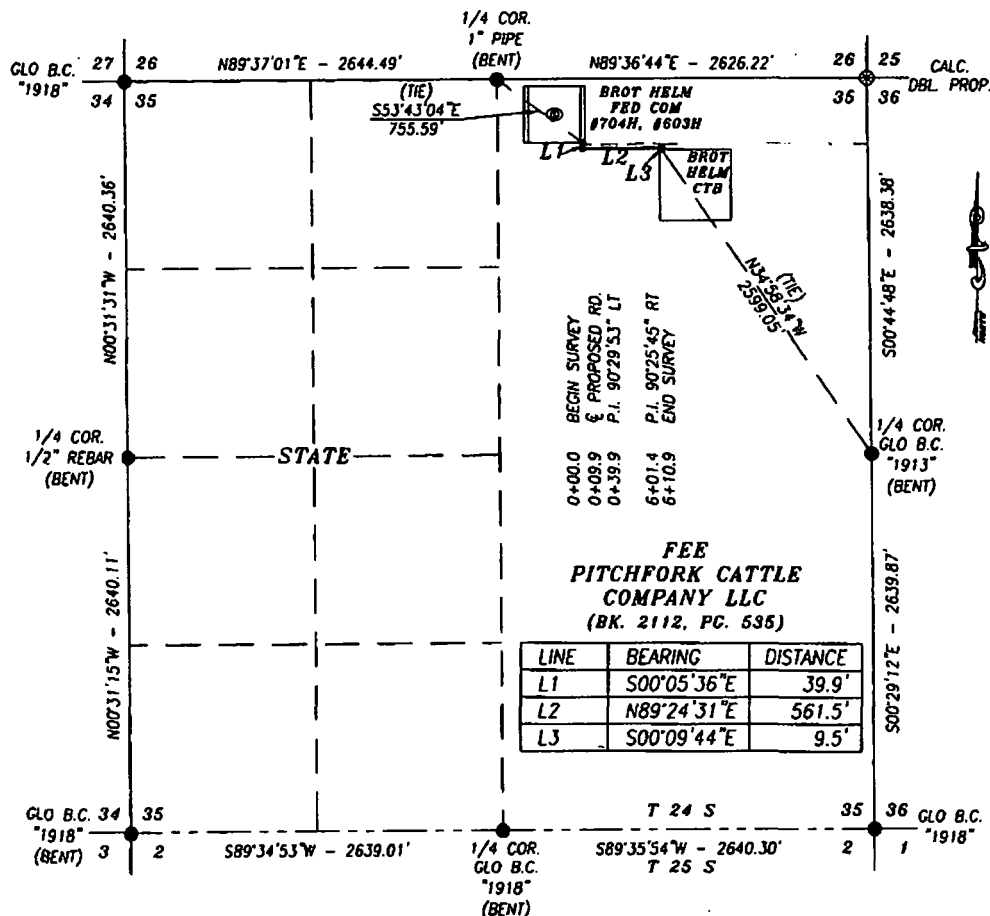 1/4 COR.
1" PIPE
(BENT)
GLO B.C.
"1918"
27 26
34 35
N89°37'01"E - 2644.49'
N89°36'44"E - 2626.22'
26 25
35 36
CALC.
DBL. PROP.
(TIE)
S53°43'04"E
755.59'
BROT HELM
FED COM
#704H, #603H
L1
L2
L3
BROT
HELM
CTB
N00°31'31"W - 2640.36'
S00°44'48"E - 2638.38'
(TIE)
N34°58'34"W
2599.05'
1/4 COR.
1/2" REBAR
(BENT)
STATE
0+00.0 BEGIN SURVEY
0+09.9 ℄ PROPOSED RD.
0+39.9 P.I. 90°29'53" LT
6+01.4 P.I. 90°25'45" RT
6+10.9 END SURVEY
1/4 COR.
GLO B.C.
"1913"
(BENT)
FEE
PITCHFORK CATTLE
COMPANY LLC
(BK. 2112, PG. 535)
LINE BEARING DISTANCE
L1 S00°05'36"E 39.9'
L2 N89°24'31"E 561.5'
L3 S00°09'44"E 9.5'
N00°31'15"W - 2640.11'
S00°29'12"E - 2639.87'
GLO B.C.
"1918"
(BENT)
34 35
3 2
T 24 S
S89°34'53"W - 2639.01'
1/4 COR.
GLO B.C.
"1918"
(BENT)
S89°35'54"W - 2640.30'
T 25 S
35 36
2 1
GLO B.C.
"1918"